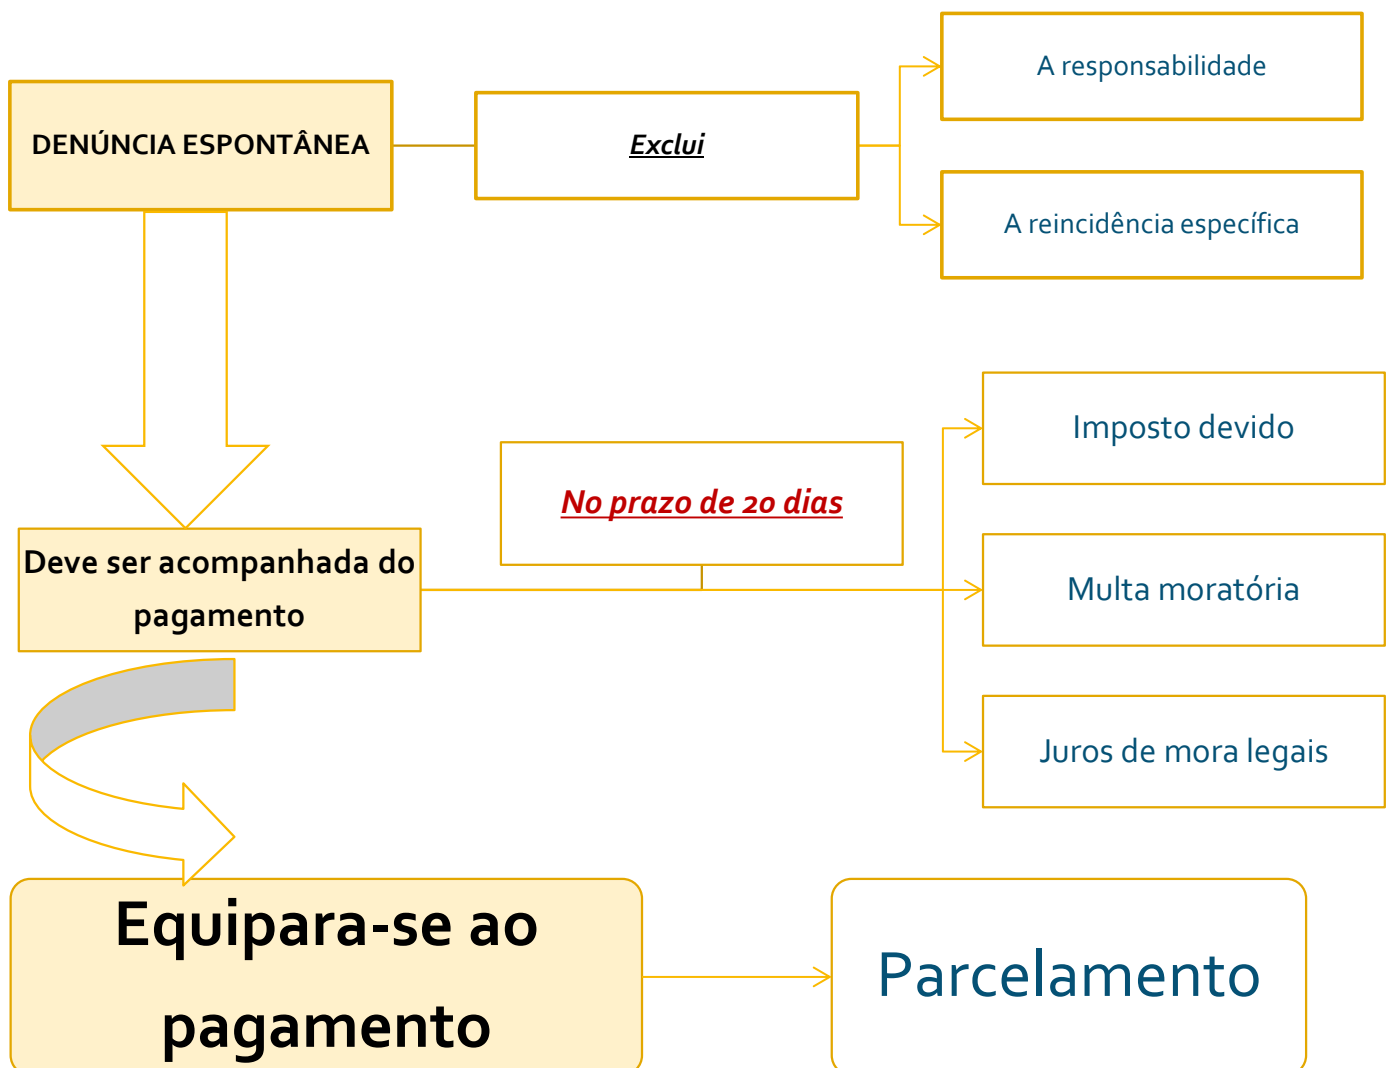 DENÚNCIA ESPONTÂNEA
Exclui
A responsabilidade
A reincidência específica
No prazo de 20 dias
Deve ser acompanhada do
pagamento
Imposto devido
Multa moratória
Juros de mora legais
Equipara-se ao
pagamento
Parcelamento